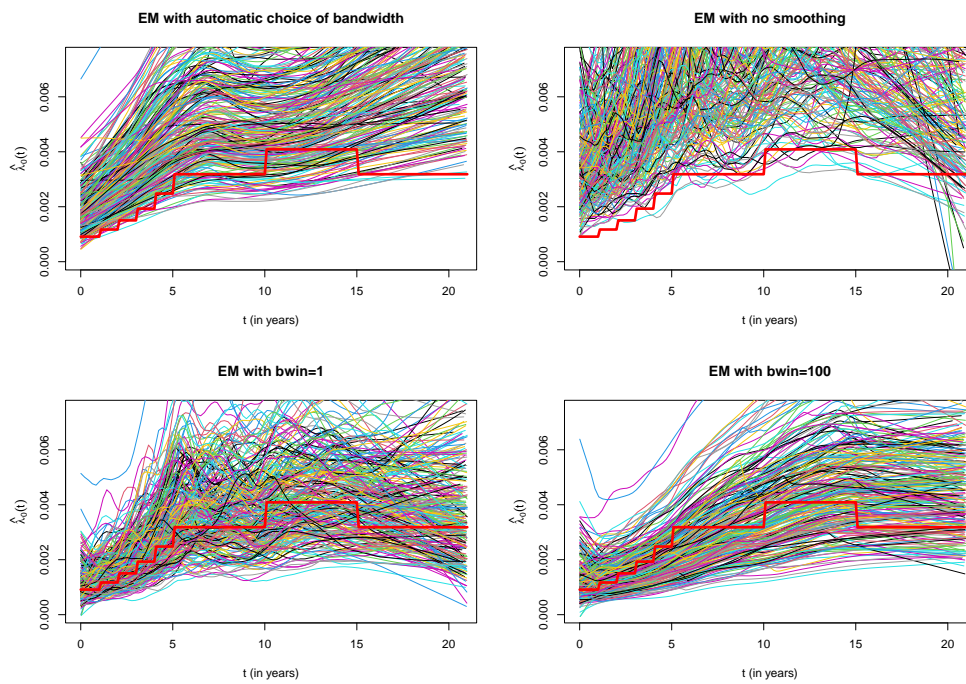 EM with automatic choice of bandwidth
0.006
0.004
0.002
0.000
λ̂₀(t)
0 5 10 15 20
t (in years)
EM with no smoothing
0.006
0.004
0.002
0.000
λ̂₀(t)
0 5 10 15 20
t (in years)
EM with bwin=1
0.006
0.004
0.002
0.000
λ̂₀(t)
0 5 10 15 20
t (in years)
EM with bwin=100
0.006
0.004
0.002
0.000
λ̂₀(t)
0 5 10 15 20
t (in years)